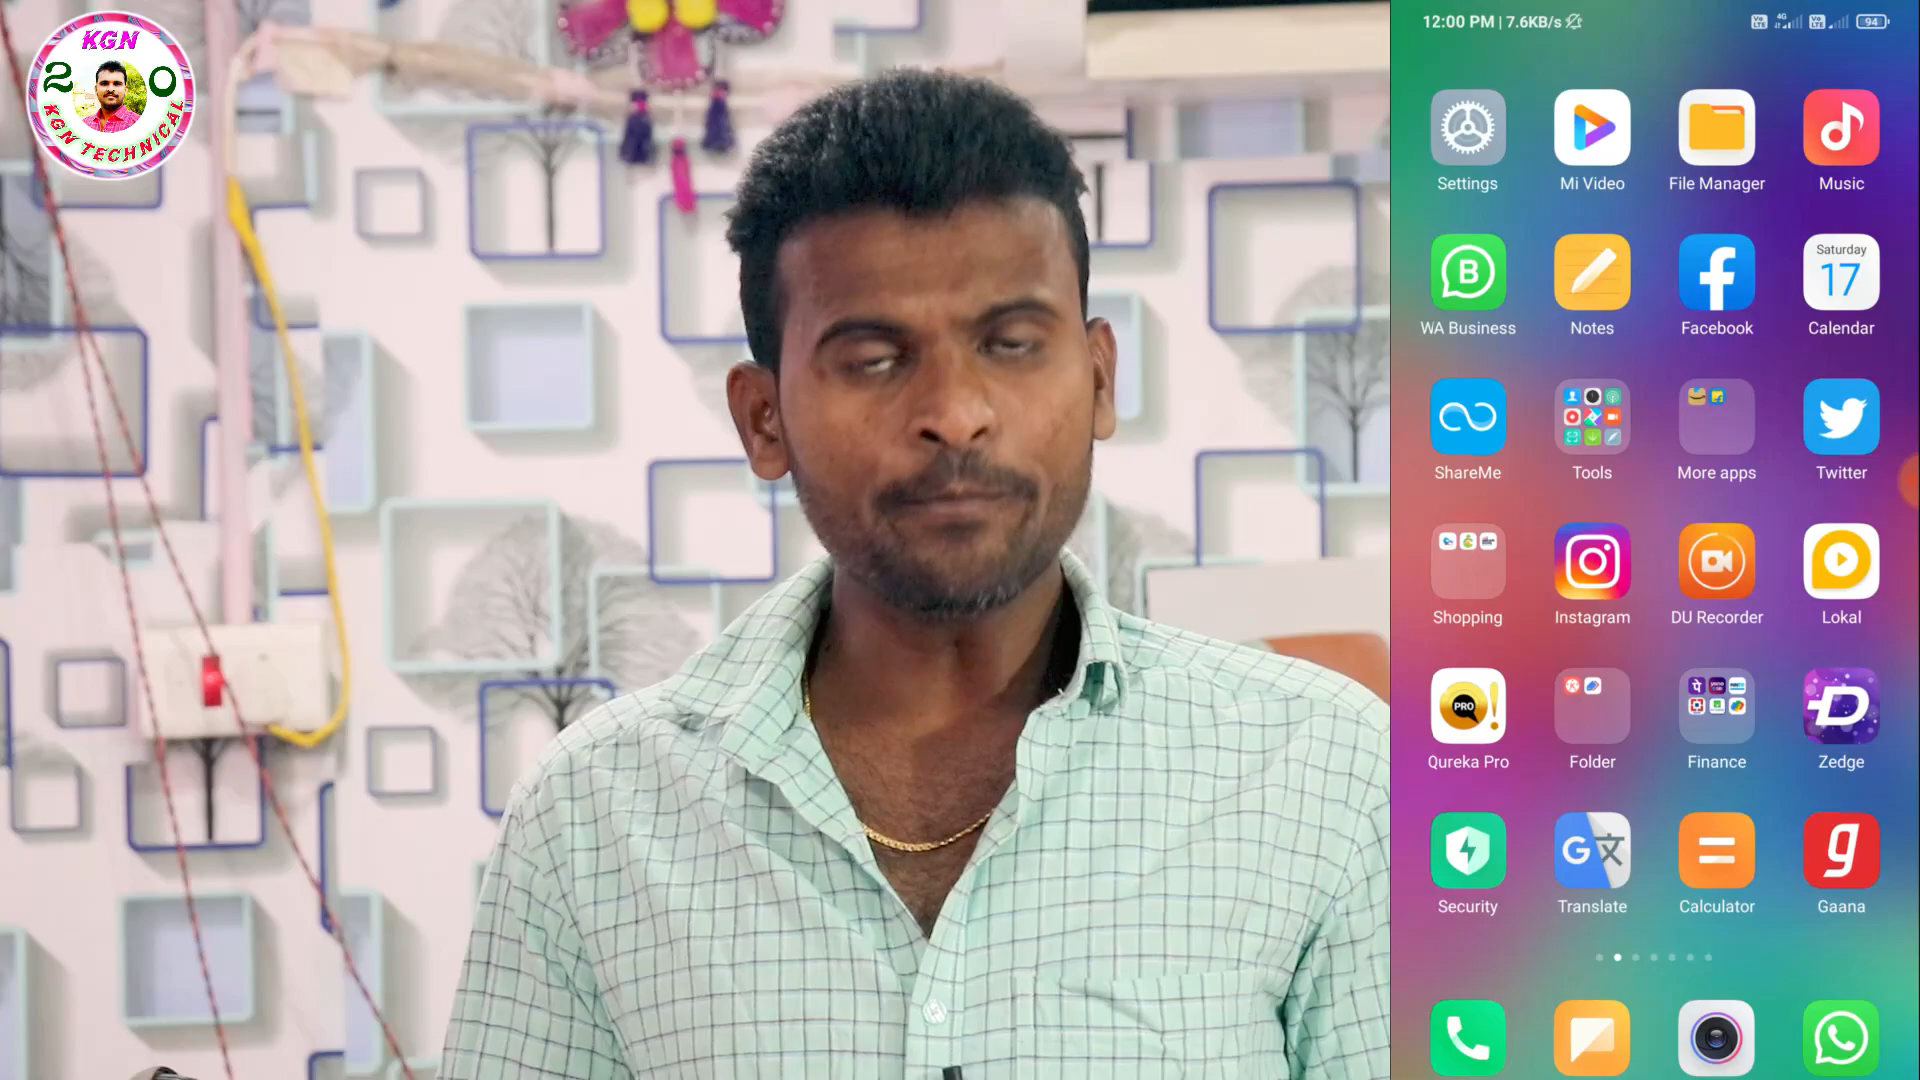 KGN
2 0
KGN TECHNICAL
12:00 PM | 7.6KB/s
94
Settings
Mi Video
File Manager
Music
Saturday
17
WA Business
Notes
Facebook
Calendar
ShareMe
Tools
More apps
Twitter
Shopping
Instagram
DU Recorder
Lokal
PRO
Qureka Pro
Folder
Finance
Zedge
Security
Translate
Calculator
Gaana